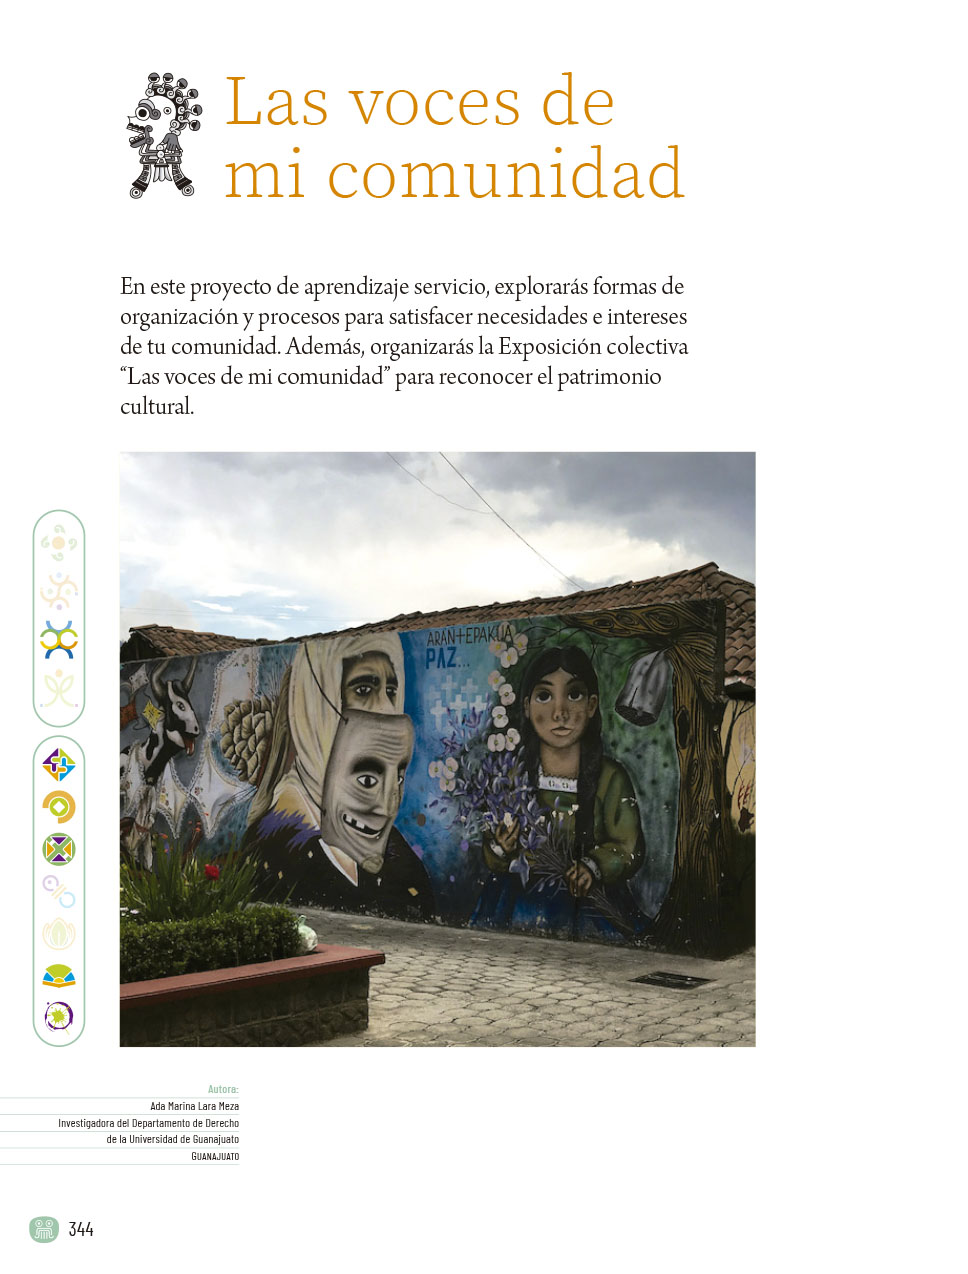 Las voces de
mi comunidad
En este proyecto de aprendizaje servicio, explorarás formas de
organización y procesos para satisfacer necesidades e intereses
de tu comunidad. Además, organizarás la Exposición colectiva
“Las voces de mi comunidad” para reconocer el patrimonio
cultural.
ARANTEPAKUA
PAZ...
Autora:
Ada Marina Lara Meza
Investigadora del Departamento de Derecho
de la Universidad de Guanajuato
GUANAJUATO
344